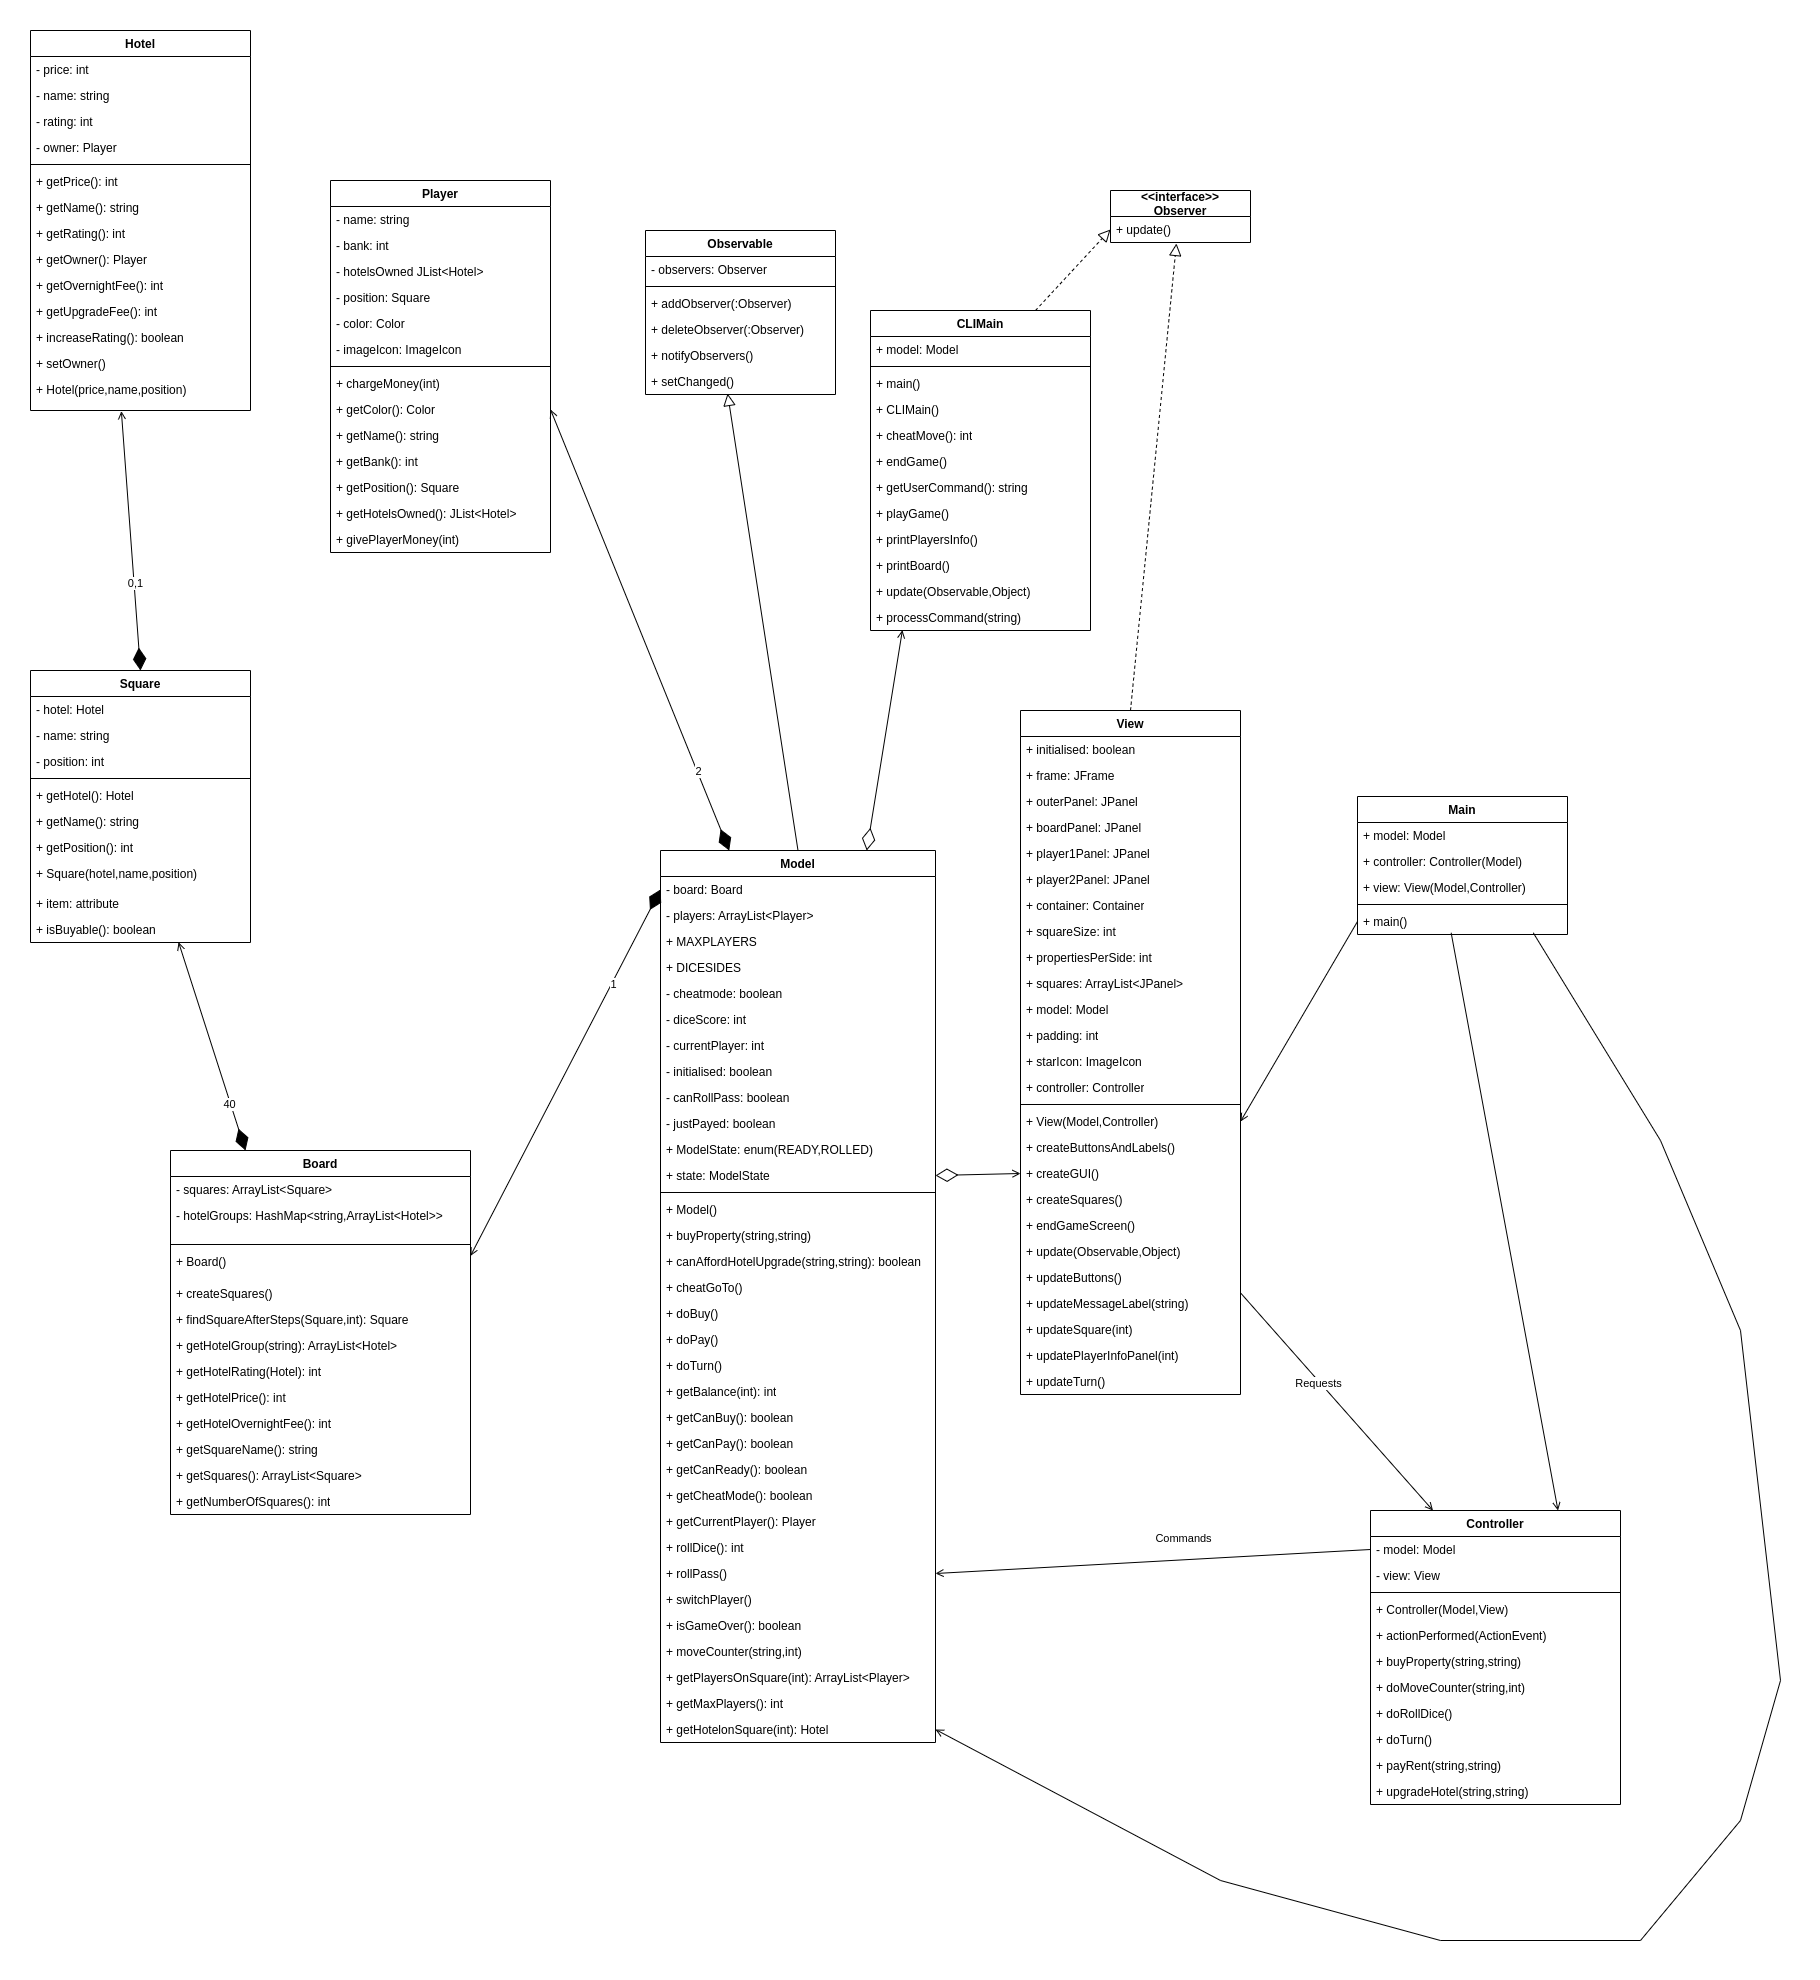 Hotel
- price: int
- name: string
- rating: int
- owner: Player
+ getPrice(): int
+ getName(): string
+ getRating(): int
+ getOwner(): Player
+ getOvernightFee(): int
+ getUpgradeFee(): int
+ increaseRating(): boolean
+ setOwner()
+ Hotel(price,name,position)
Player
- name: string
- bank: int
- hotelsOwned JList<Hotel>
- position: Square
- color: Color
- imageIcon: ImageIcon
+ chargeMoney(int)
+ getColor(): Color
+ getName(): string
+ getBank(): int
+ getPosition(): Square
+ getHotelsOwned(): JList<Hotel>
+ givePlayerMoney(int)
Observable
- observers: Observer
+ addObserver(:Observer)
+ deleteObserver(:Observer)
+ notifyObservers()
+ setChanged()
<<interface>>
Observer
+ update()
CLIMain
+ model: Model
+ main()
+ CLIMain()
+ cheatMove(): int
+ endGame()
+ getUserCommand(): string
+ playGame()
+ printPlayersInfo()
+ printBoard()
+ update(Observable,Object)
+ processCommand(string)
0,1
Square
- hotel: Hotel
- name: string
- position: int
+ getHotel(): Hotel
+ getName(): string
+ getPosition(): int
+ Square(hotel,name,position)
+ item: attribute
+ isBuyable(): boolean
2
1
40
Board
- squares: ArrayList<Square>
- hotelGroups: HashMap<string,ArrayList<Hotel>>
+ Board()
+ createSquares()
+ findSquareAfterSteps(Square,int): Square
+ getHotelGroup(string): ArrayList<Hotel>
+ getHotelRating(Hotel): int
+ getHotelPrice(): int
+ getHotelOvernightFee(): int
+ getSquareName(): string
+ getSquares(): ArrayList<Square>
+ getNumberOfSquares(): int
Model
- board: Board
- players: ArrayList<Player>
+ MAXPLAYERS
+ DICESIDES
- cheatmode: boolean
- diceScore: int
- currentPlayer: int
- initialised: boolean
- canRollPass: boolean
- justPayed: boolean
+ ModelState: enum(READY,ROLLED)
+ state: ModelState
+ Model()
+ buyProperty(string,string)
+ canAffordHotelUpgrade(string,string): boolean
+ cheatGoTo()
+ doBuy()
+ doPay()
+ doTurn()
+ getBalance(int): int
+ getCanBuy(): boolean
+ getCanPay(): boolean
+ getCanReady(): boolean
+ getCheatMode(): boolean
+ getCurrentPlayer(): Player
+ rollDice(): int
+ rollPass()
+ switchPlayer()
+ isGameOver(): boolean
+ moveCounter(string,int)
+ getPlayersOnSquare(int): ArrayList<Player>
+ getMaxPlayers(): int
+ getHotelonSquare(int): Hotel
View
+ initialised: boolean
+ frame: JFrame
+ outerPanel: JPanel
+ boardPanel: JPanel
+ player1Panel: JPanel
+ player2Panel: JPanel
+ container: Container
+ squareSize: int
+ propertiesPerSide: int
+ squares: ArrayList<JPanel>
+ model: Model
+ padding: int
+ starIcon: ImageIcon
+ controller: Controller
+ View(Model,Controller)
+ createButtonsAndLabels()
+ createGUI()
+ createSquares()
+ endGameScreen()
+ update(Observable,Object)
+ updateButtons()
+ updateMessageLabel(string)
+ updateSquare(int)
+ updatePlayerInfoPanel(int)
+ updateTurn()
Main
+ model: Model
+ controller: Controller(Model)
+ view: View(Model,Controller)
+ main()
Requests
Commands
Controller
- model: Model
- view: View
+ Controller(Model,View)
+ actionPerformed(ActionEvent)
+ buyProperty(string,string)
+ doMoveCounter(string,int)
+ doRollDice()
+ doTurn()
+ payRent(string,string)
+ upgradeHotel(string,string)